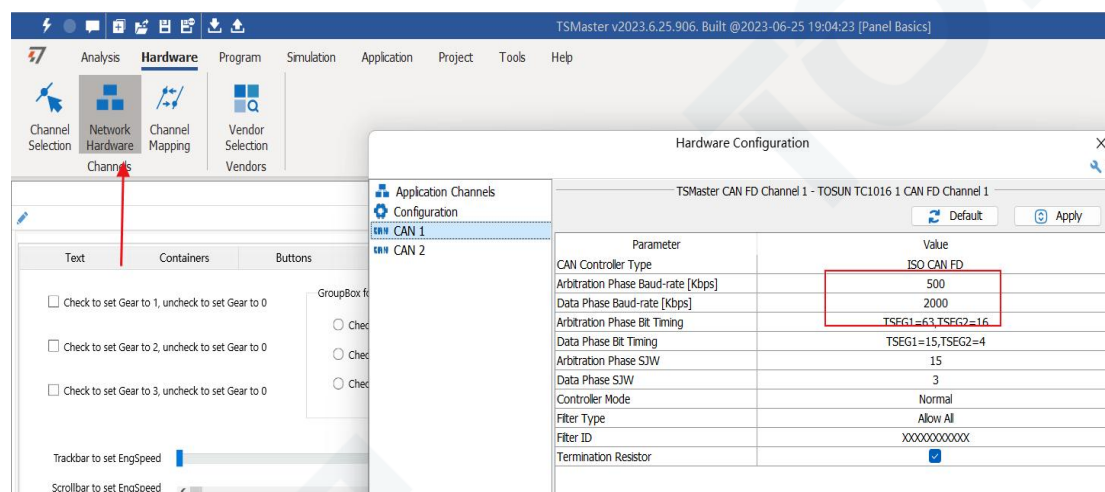 TSMaster v2023.6.25.906. Built @2023-06-25 19:04:23 [Panel Basics]
Analysis Hardware Program Simulation Application Project Tools Help
Channel Selection
Network Hardware
Channel Mapping
Vendor Selection
Channels
Vendors
Hardware Configuration
Application Channels
Configuration
CAN 1
CAN 2
TSMaster CAN FD Channel 1 - TOSUN TC1016 1 CAN FD Channel 1
Default Apply
Parameter Value
CAN Controller Type ISO CAN FD
Arbitration Phase Baud-rate [Kbps] 500
Data Phase Baud-rate [Kbps] 2000
Arbitration Phase Bit Timing TSEG1=63,TSEG2=16
Data Phase Bit Timing TSEG1=15,TSEG2=4
Arbitration Phase SJW 15
Data Phase SJW 3
Controller Mode Normal
Filter Type Allow All
Filter ID XXXXXXXXXXX
Termination Resistor
Text Containers Buttons
Check to set Gear to 1, uncheck to set Gear to 0
Check to set Gear to 2, uncheck to set Gear to 0
Check to set Gear to 3, uncheck to set Gear to 0
GroupBox
Trackbar to set EngSpeed
Scrollbar to set EngSpeed